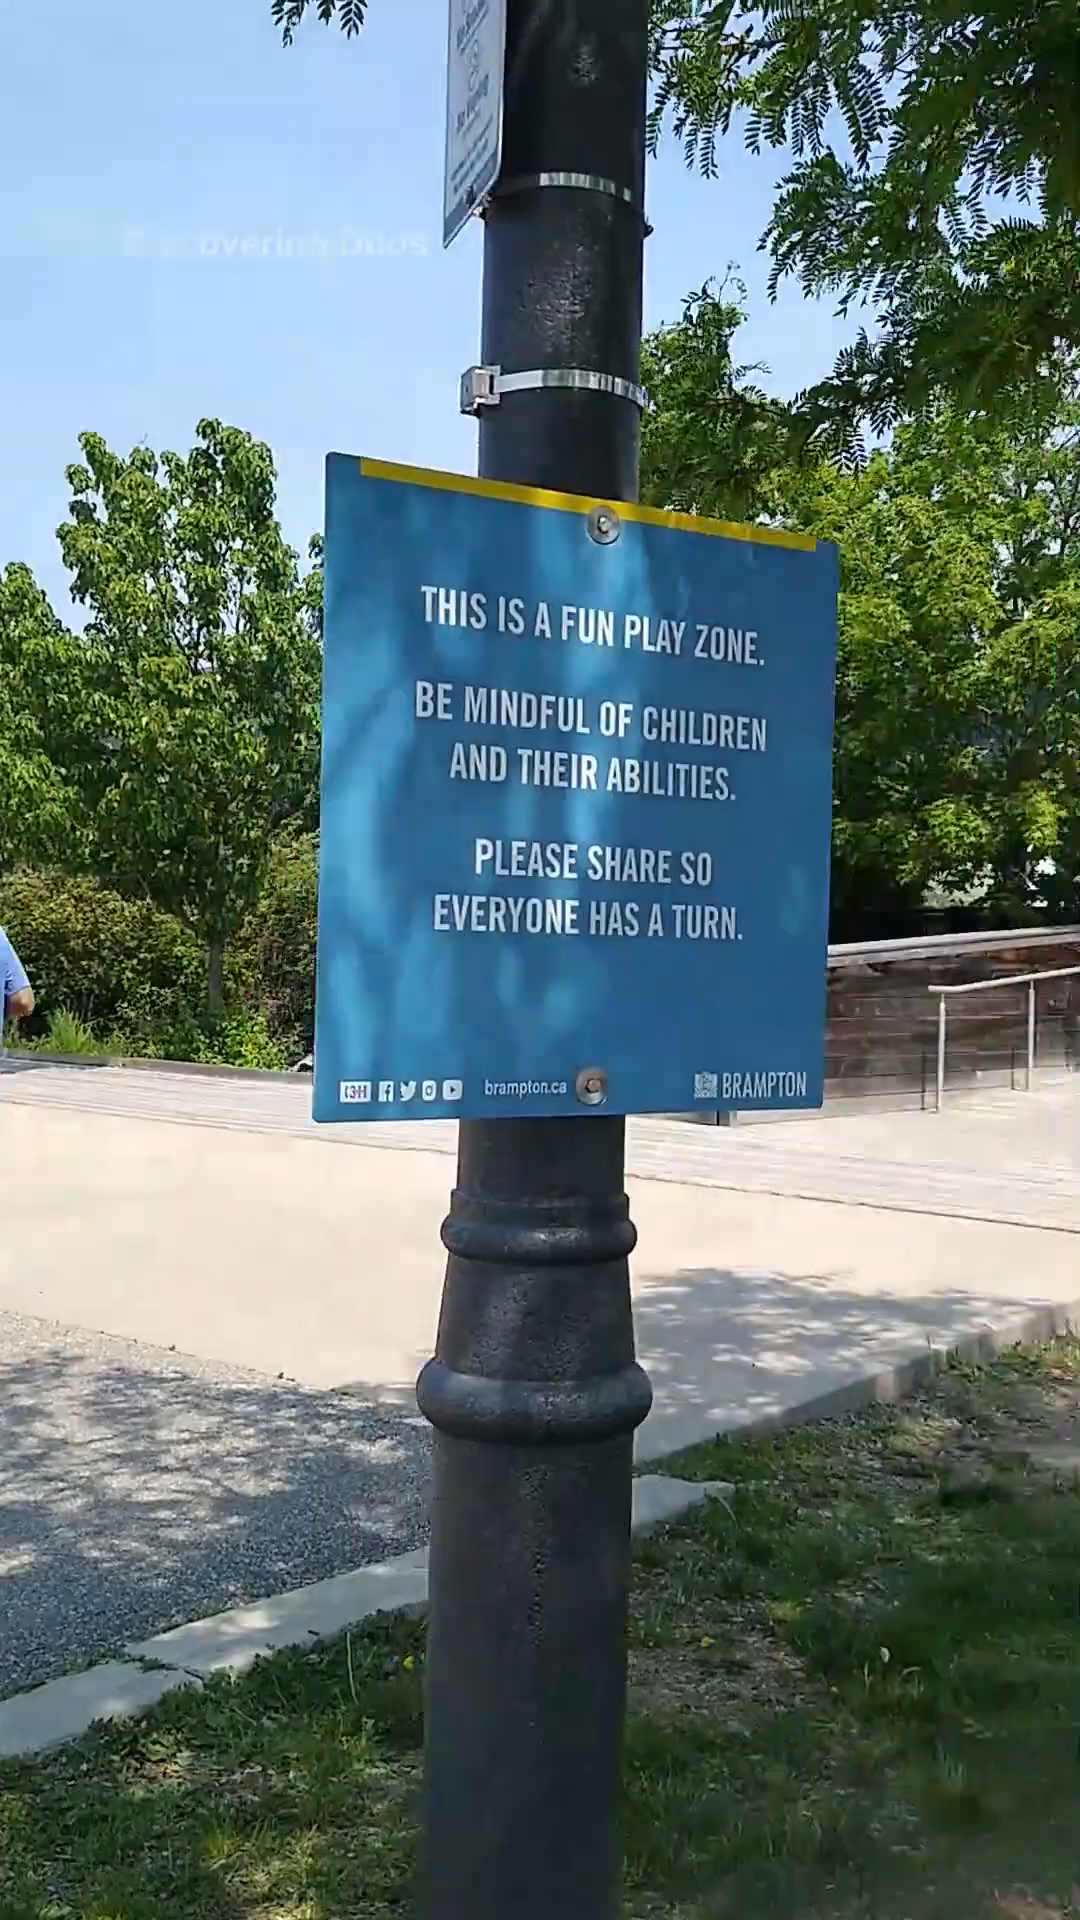 THIS IS A FUN PLAY ZONE.
BE MINDFUL OF CHILDREN
AND THEIR ABILITIES.
PLEASE SHARE SO
EVERYONE HAS A TURN.
311
brampton.ca
BRAMPTON